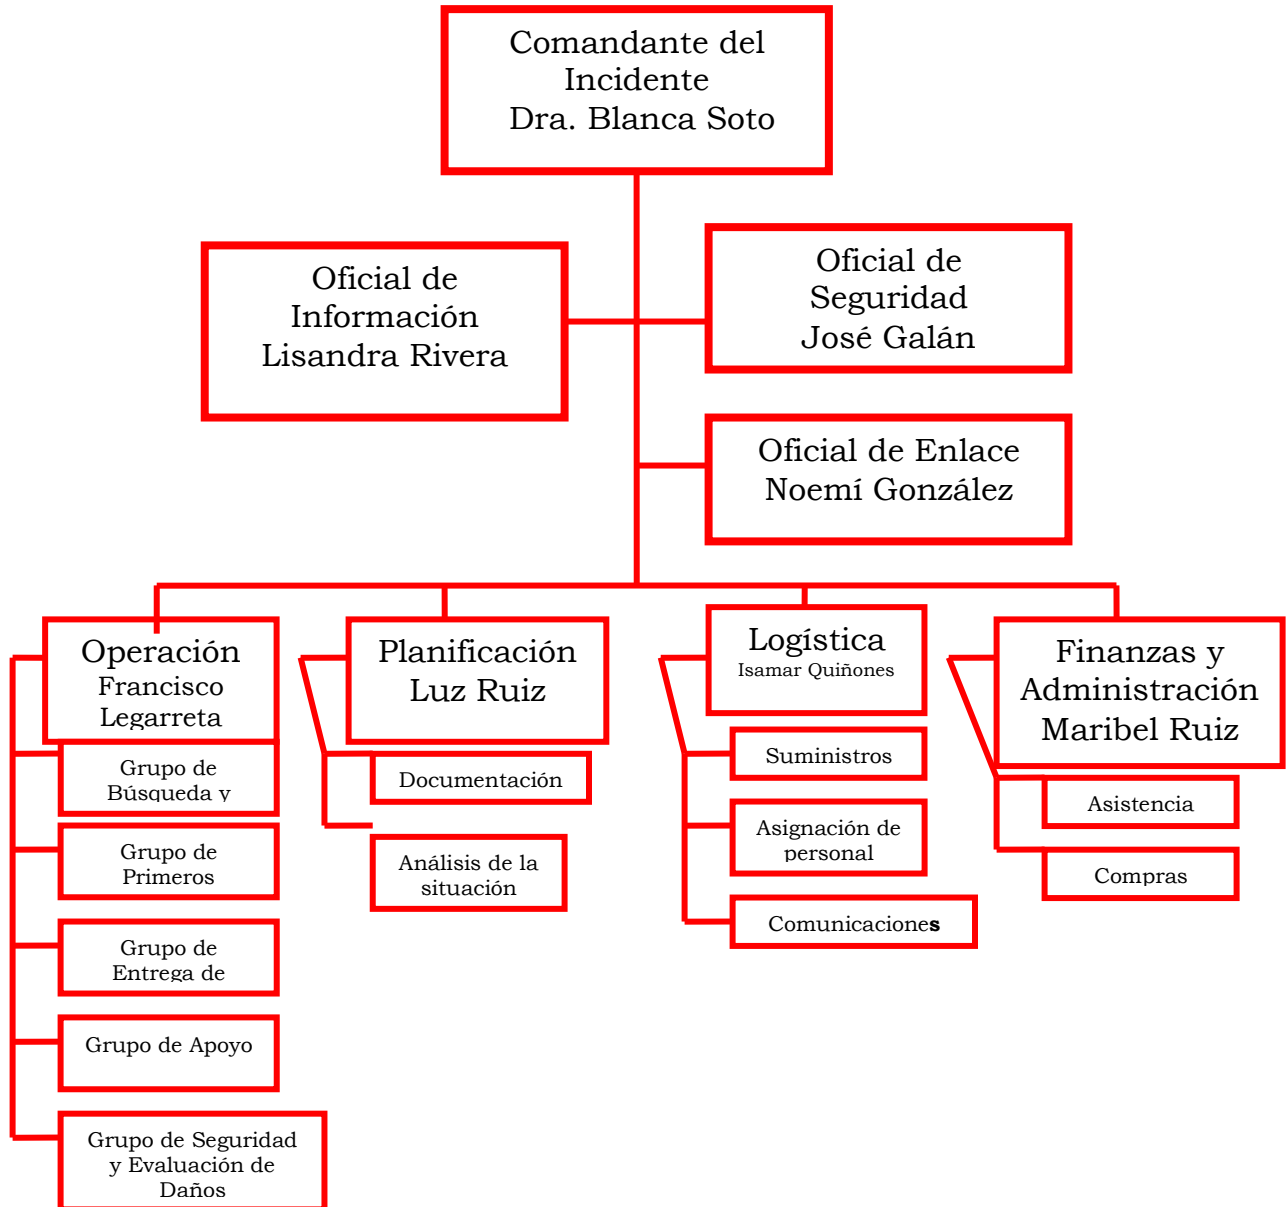 Comandante del
Incidente
Dra. Blanca Soto
Oficial de
Información
Lisandra Rivera
Oficial de
Seguridad
José Galán
Oficial de Enlace
Noemí González
Operación
Francisco
Legarreta
Grupo de
Búsqueda y
Grupo de
Primeros
Grupo de
Entrega de
Grupo de Apoyo
Grupo de Seguridad
y Evaluación de
Daños
Planificación
Luz Ruiz
Documentación
Análisis de la
situación
Logística
Isamar Quiñones
Suministros
Asignación de
personal
Comunicaciones
Finanzas y
Administración
Maribel Ruiz
Asistencia
Compras